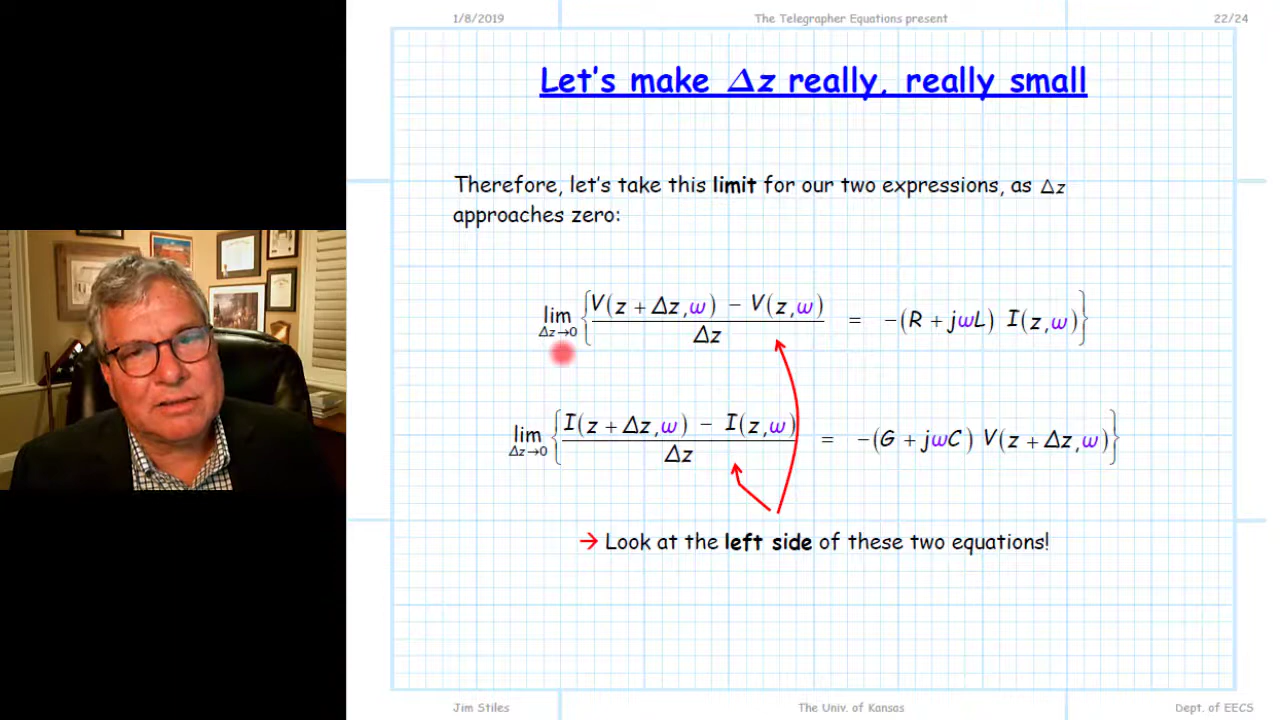 1/8/2019 The Telegrapher Equations present 22/24
Let's make Δz really, really small
Therefore, let's take this limit for our two expressions, as Δz
approaches zero:
lim Δz→0 { V(z + Δz,ω) − V(z,ω) / Δz = −(R + jωL) I(z,ω) }
lim Δz→0 { I(z + Δz,ω) − I(z,ω) / Δz = −(G + jωC) V(z + Δz,ω) }
→ Look at the left side of these two equations!
Jim Stiles The Univ. of Kansas Dept. of EECS